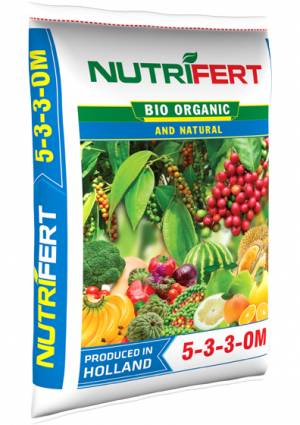 NUTRIFERT
BIO ORGANIC
AND NATURAL
NUTRIFERT 5-3-3-OM
PRODUCED IN
HOLLAND
5-3-3-OM